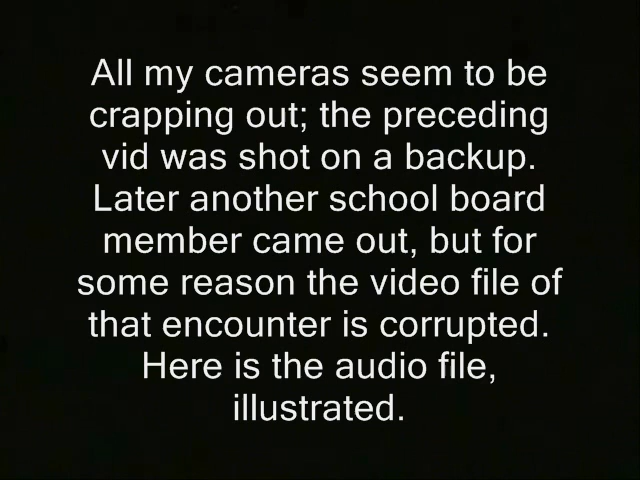 All my cameras seem to be
crapping out; the preceding
vid was shot on a backup.
Later another school board
member came out, but for
some reason the video file of
that encounter is corrupted.
Here is the audio file,
illustrated.